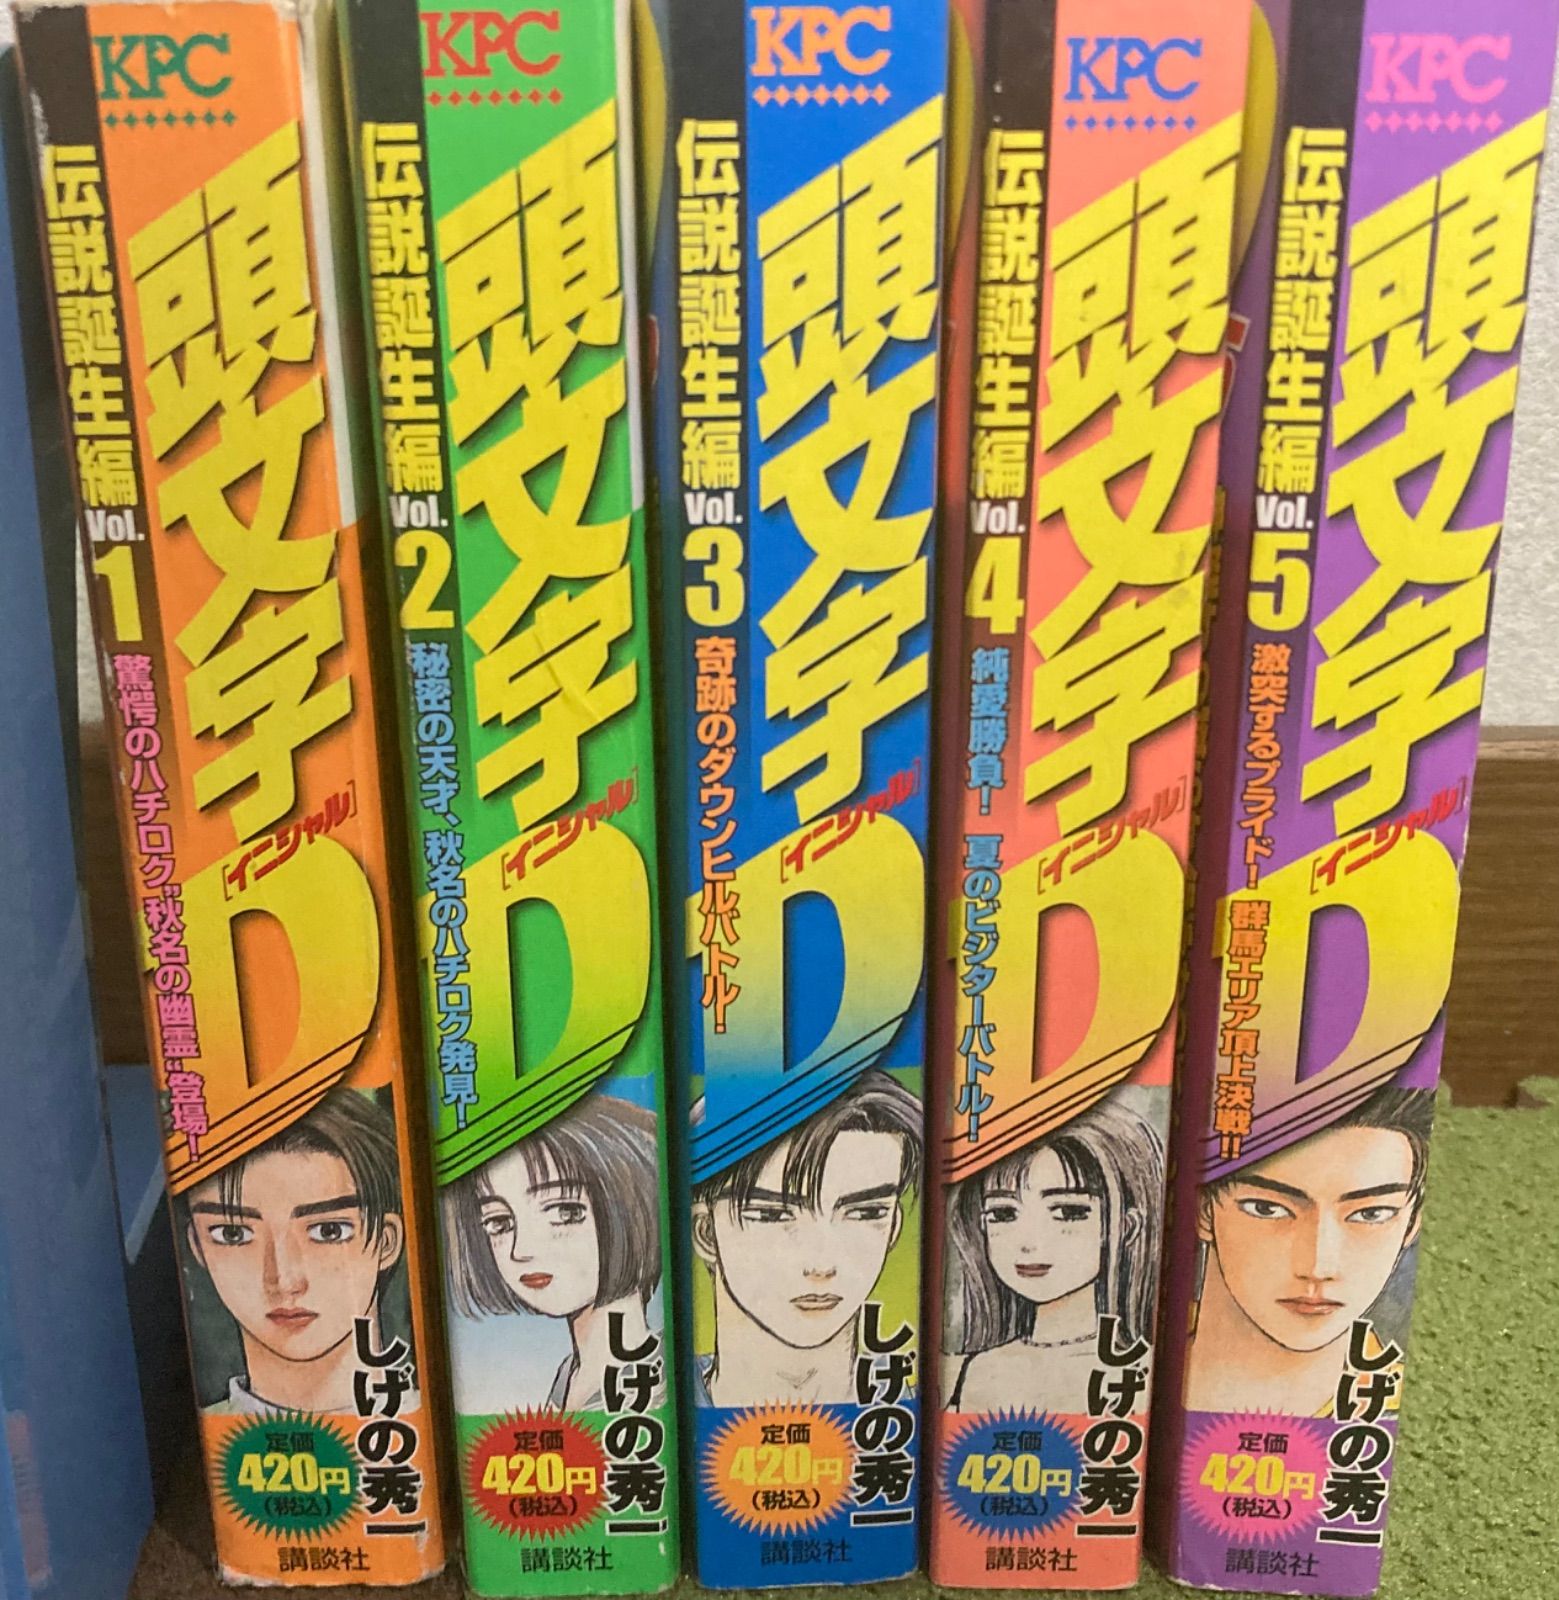 KPC
伝説誕生編
Vol.
1
驚愕のハチロク"秋名の幽霊"登場!
頭文字D
[イニシャル]
しげの秀一
定価
420円
(税込)
講談社
KPC
伝説誕生編
Vol.
2
秘密の天才、秋名のハチロク発見!
頭文字D
[イニシャル]
しげの秀一
定価
420円
(税込)
講談社
KPC
伝説誕生編
Vol.
3
奇跡のダウンヒルバトル!
頭文字D
[イニシャル]
しげの秀一
定価
420円
(税込)
講談社
KPC
伝説誕生編
Vol.
4
純愛勝負! 夏のビジターバトル!
頭文字D
[イニシャル]
しげの秀一
定価
420円
(税込)
講談社
KPC
伝説誕生編
Vol.
5
激突するプライド! 群馬エリア頂上決戦!!
頭文字D
[イニシャル]
しげの秀一
定価
420円
(税込)
講談社